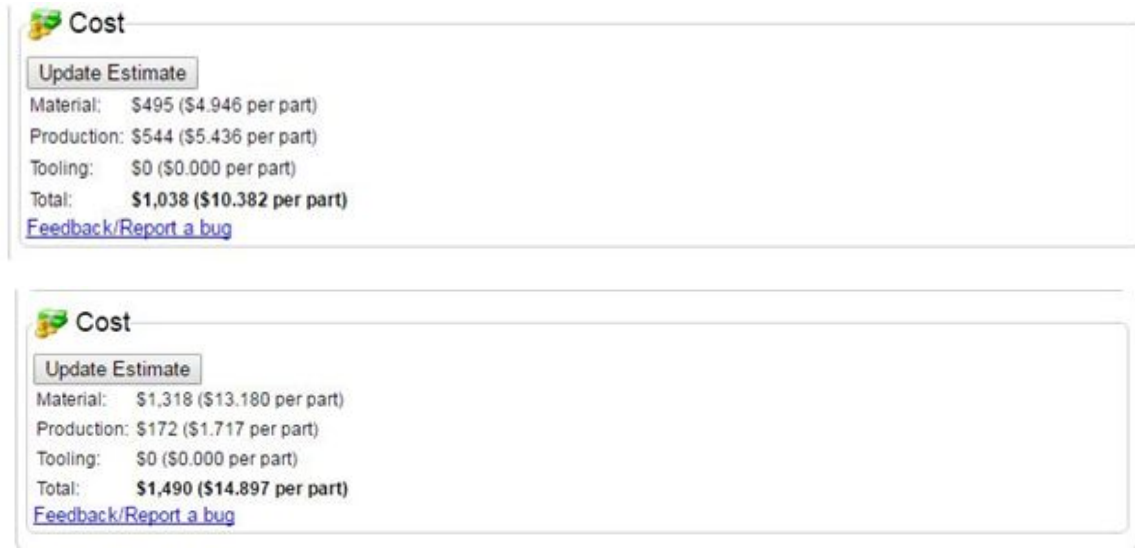 Cost
Update Estimate
Material: $495 ($4.946 per part)
Production: $544 ($5.436 per part)
Tooling: $0 ($0.000 per part)
Total: $1,038 ($10.382 per part)
Feedback/Report a bug
Cost
Update Estimate
Material: $1,318 ($13.180 per part)
Production: $172 ($1.717 per part)
Tooling: $0 ($0.000 per part)
Total: $1,490 ($14.897 per part)
Feedback/Report a bug